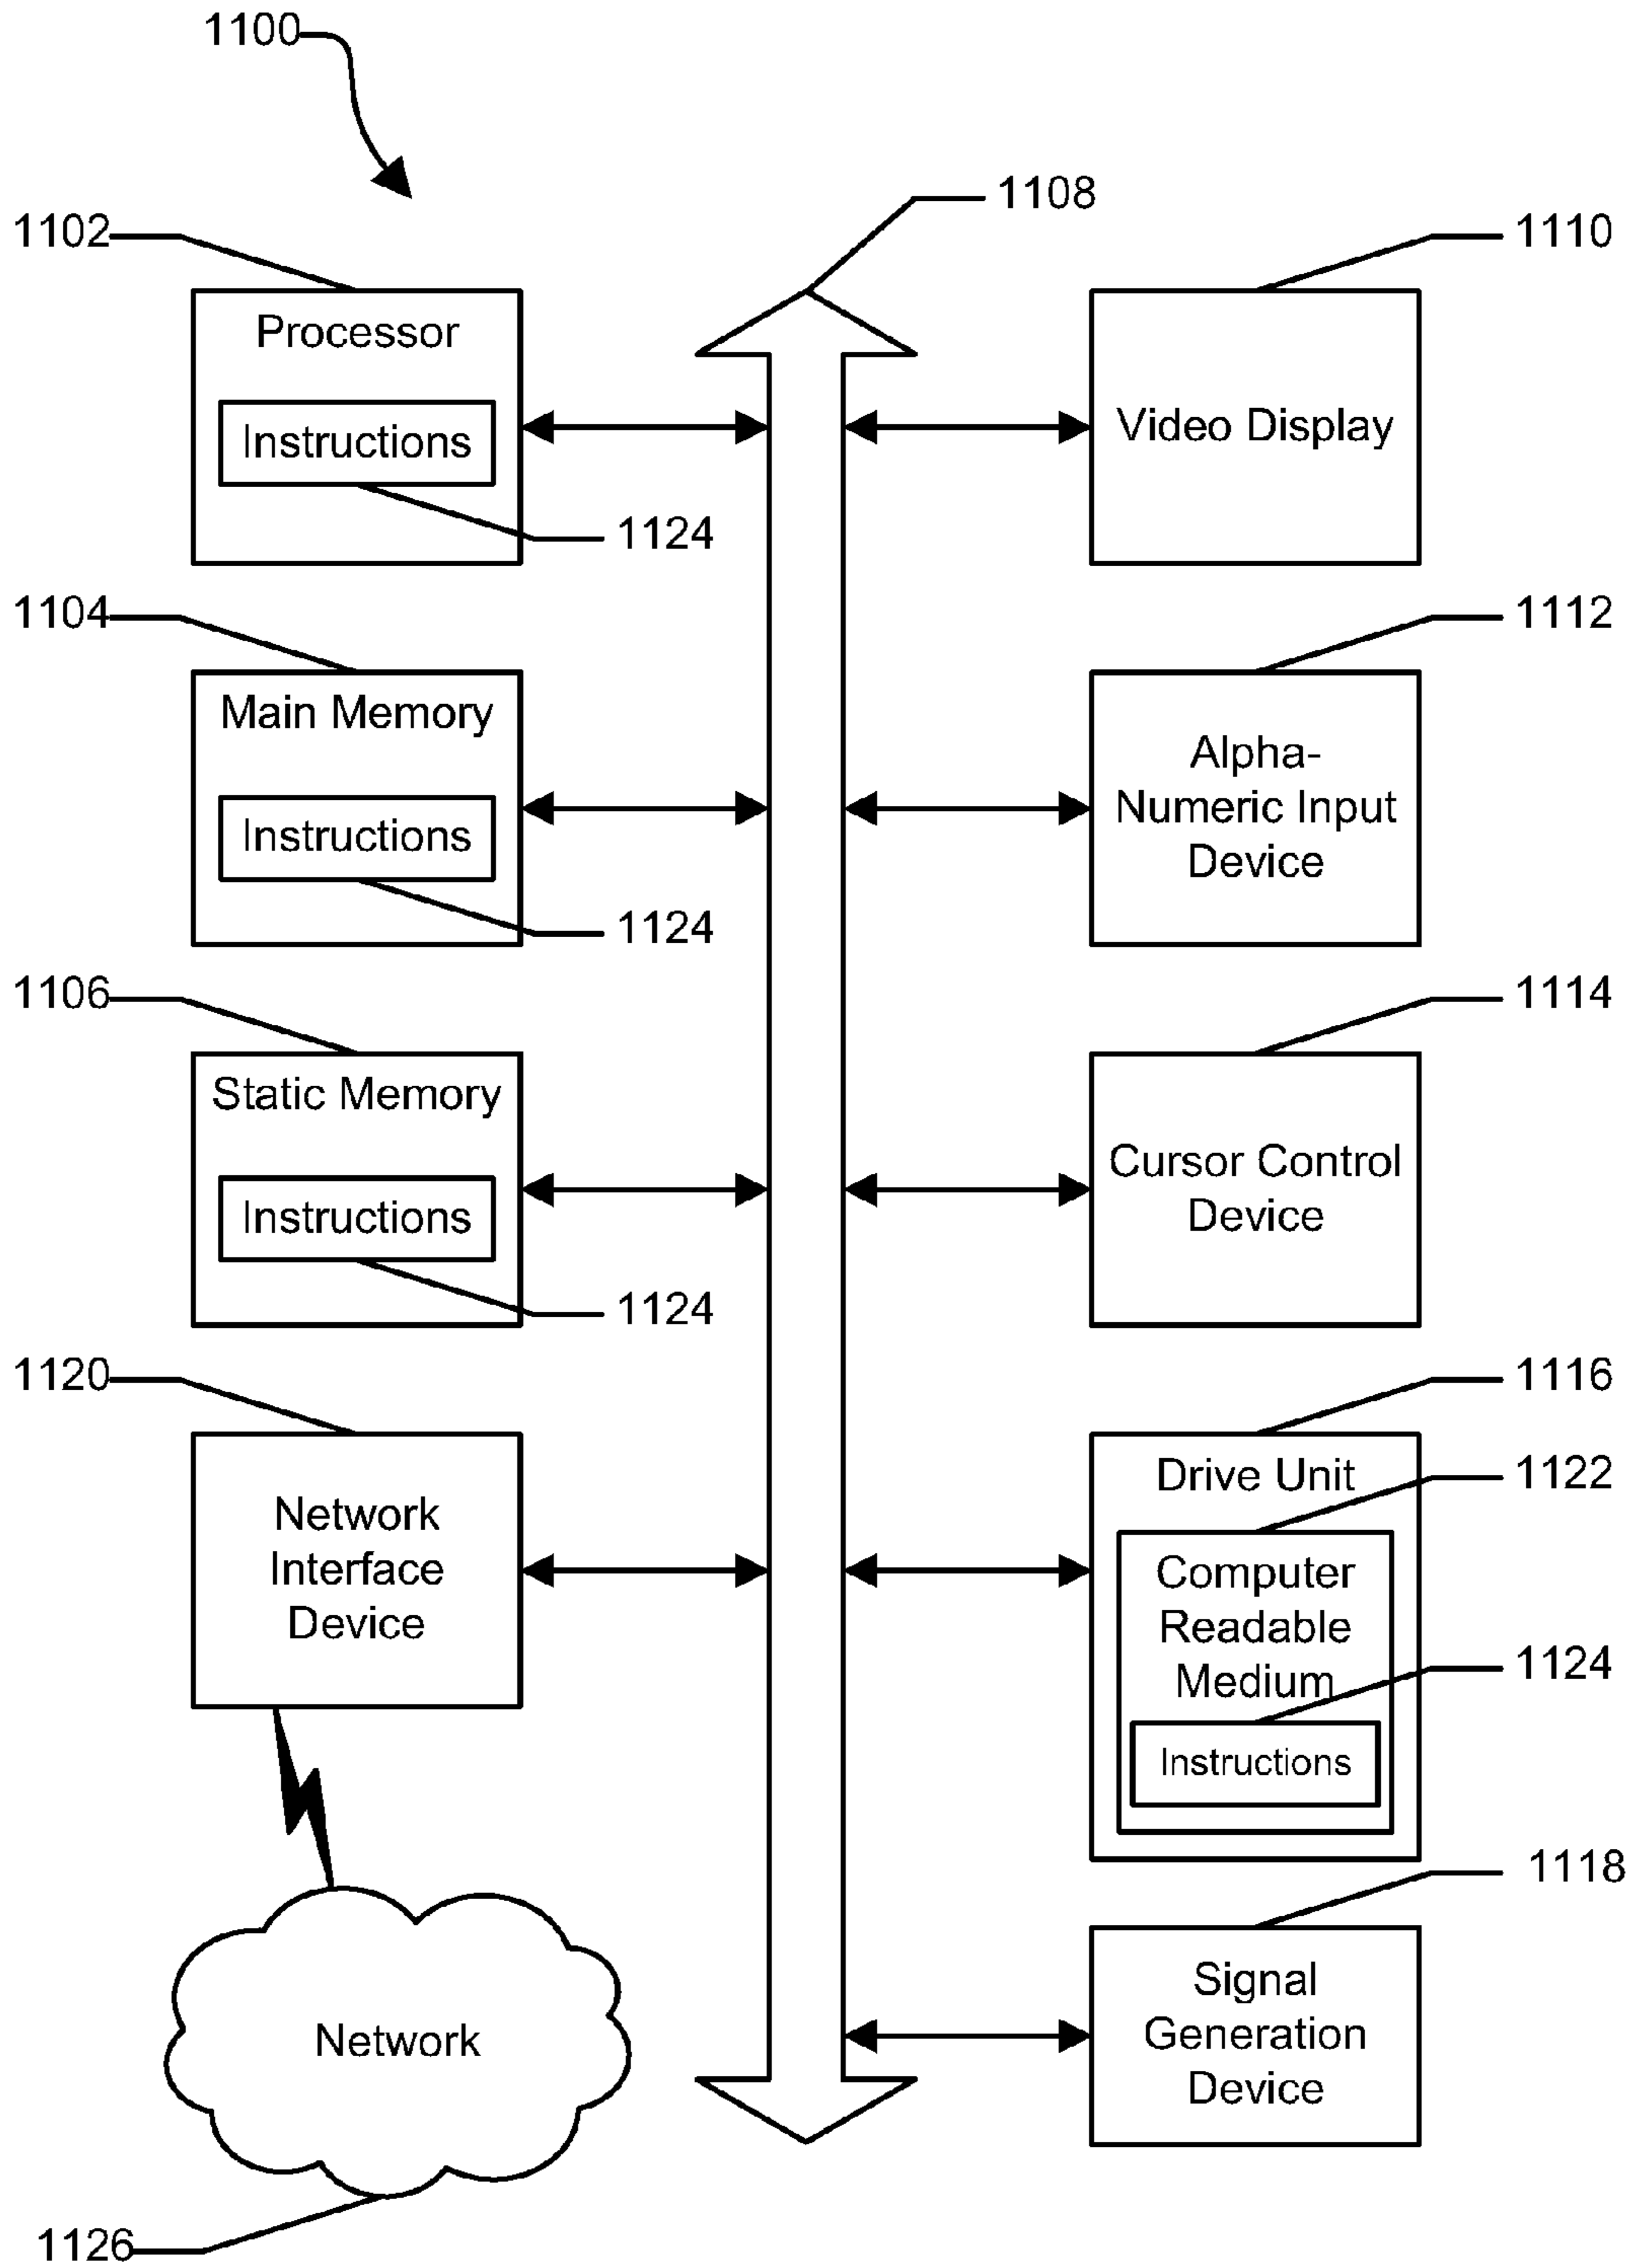 1100
1108
1102
1110
Processor
Instructions
1124
Video Display
1104
1112
Main Memory
Instructions
1124
Alpha-
Numeric Input
Device
1106
1114
Static Memory
Instructions
1124
Cursor Control
Device
1120
1116
Network
Interface
Device
Drive Unit
1122
Computer
Readable
Medium
1124
Instructions
1118
Network
Signal
Generation
Device
1126